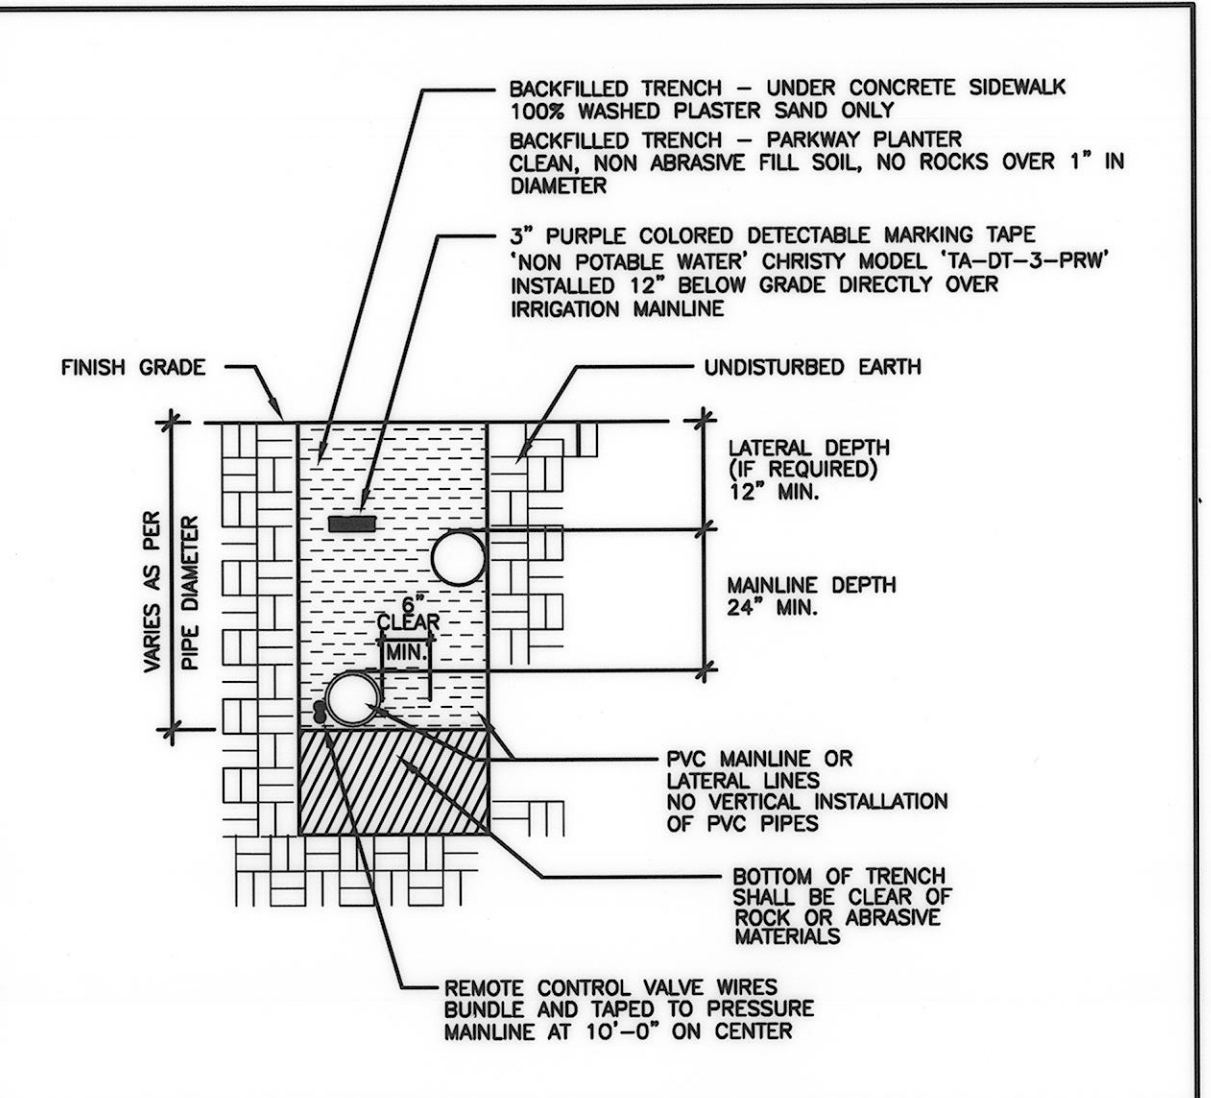 BACKFILLED TRENCH – UNDER CONCRETE SIDEWALK
100% WASHED PLASTER SAND ONLY
BACKFILLED TRENCH – PARKWAY PLANTER
CLEAN, NON ABRASIVE FILL SOIL, NO ROCKS OVER 1" IN
DIAMETER
3" PURPLE COLORED DETECTABLE MARKING TAPE
'NON POTABLE WATER' CHRISTY MODEL 'TA-DT-3-PRW'
INSTALLED 12" BELOW GRADE DIRECTLY OVER
IRRIGATION MAINLINE
FINISH GRADE
UNDISTURBED EARTH
LATERAL DEPTH
(IF REQUIRED)
12" MIN.
VARIES AS PER
PIPE DIAMETER
MAINLINE DEPTH
24" MIN.
6"
CLEAR
MIN.
PVC MAINLINE OR
LATERAL LINES
NO VERTICAL INSTALLATION
OF PVC PIPES
BOTTOM OF TRENCH
SHALL BE CLEAR OF
ROCK OR ABRASIVE
MATERIALS
REMOTE CONTROL VALVE WIRES
BUNDLE AND TAPED TO PRESSURE
MAINLINE AT 10'-0" ON CENTER